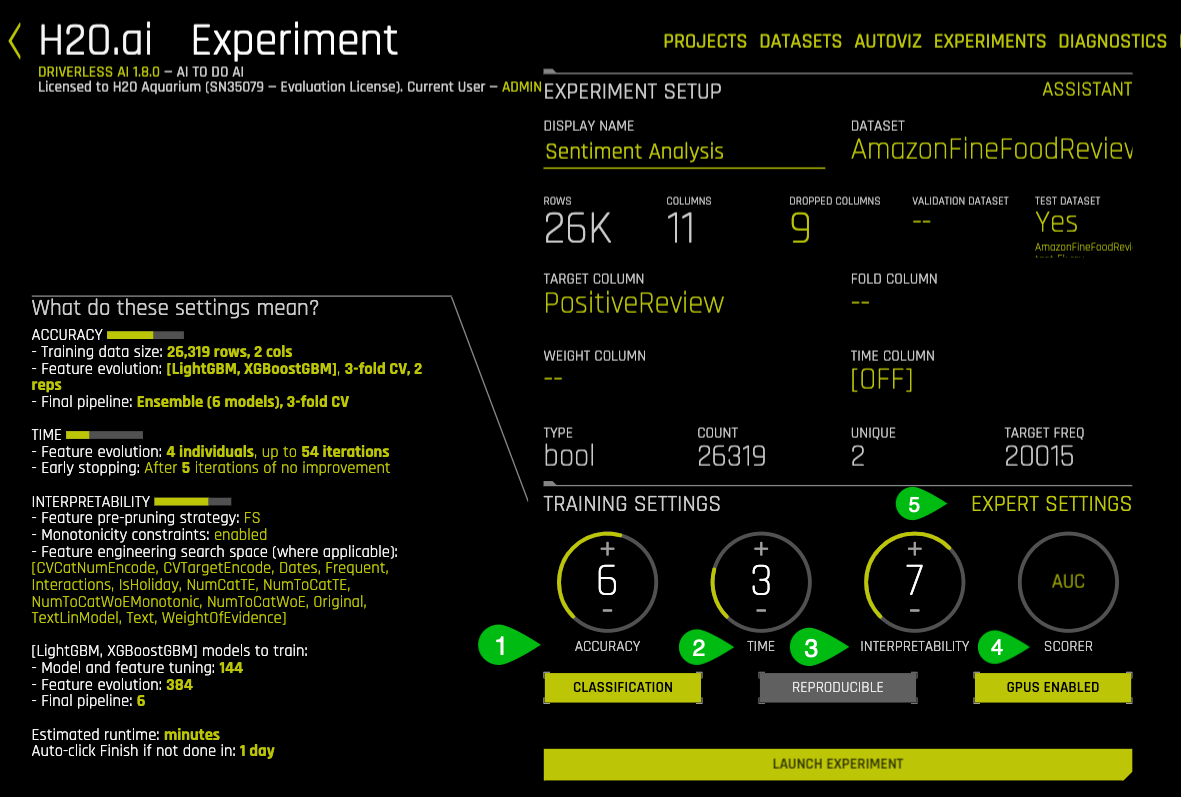 H2O.ai Experiment
PROJECTS DATASETS AUTOVIZ EXPERIMENTS DIAGNOSTICS
DRIVERLESS AI 1.8.0 – AI TO DO AI
Licensed to H2O Aquarium (SN35079 – Evaluation License). Current User – ADMIN
EXPERIMENT SETUP
ASSISTANT
DISPLAY NAME
Sentiment Analysis
DATASET
AmazonFineFoodReviev
ROWS
26K
COLUMNS
11
DROPPED COLUMNS
9
VALIDATION DATASET
--
TEST DATASET
Yes
AmazonFineFoodRevi
TARGET COLUMN
PositiveReview
FOLD COLUMN
--
WEIGHT COLUMN
--
TIME COLUMN
[OFF]
TYPE
bool
COUNT
26319
UNIQUE
2
TARGET FREQ
20015
What do these settings mean?
ACCURACY
- Training data size: 26,319 rows, 2 cols
- Feature evolution: [LightGBM, XGBoostGBM], 3-fold CV, 2
reps
- Final pipeline: Ensemble (6 models), 3-fold CV
TIME
- Feature evolution: 4 individuals, up to 54 iterations
- Early stopping: After 5 iterations of no improvement
INTERPRETABILITY
- Feature pre-pruning strategy: FS
- Monotonicity constraints: enabled
- Feature engineering search space (where applicable):
[CVCatNumEncode, CVTargetEncode, Dates, Frequent,
Interactions, IsHoliday, NumCatTE, NumToCatTE,
NumToCatWoEMonotonic, NumToCatWoE, Original,
TextLinModel, Text, WeightOfEvidence]
[LightGBM, XGBoostGBM] models to train:
- Model and feature tuning: 144
- Feature evolution: 384
- Final pipeline: 6
Estimated runtime: minutes
Auto-click Finish if not done in: 1 day
TRAINING SETTINGS
5
EXPERT SETTINGS
+
6
-
1
ACCURACY
+
3
-
2
TIME
+
7
-
3
INTERPRETABILITY
AUC
4
SCORER
CLASSIFICATION
REPRODUCIBLE
GPUS ENABLED
LAUNCH EXPERIMENT